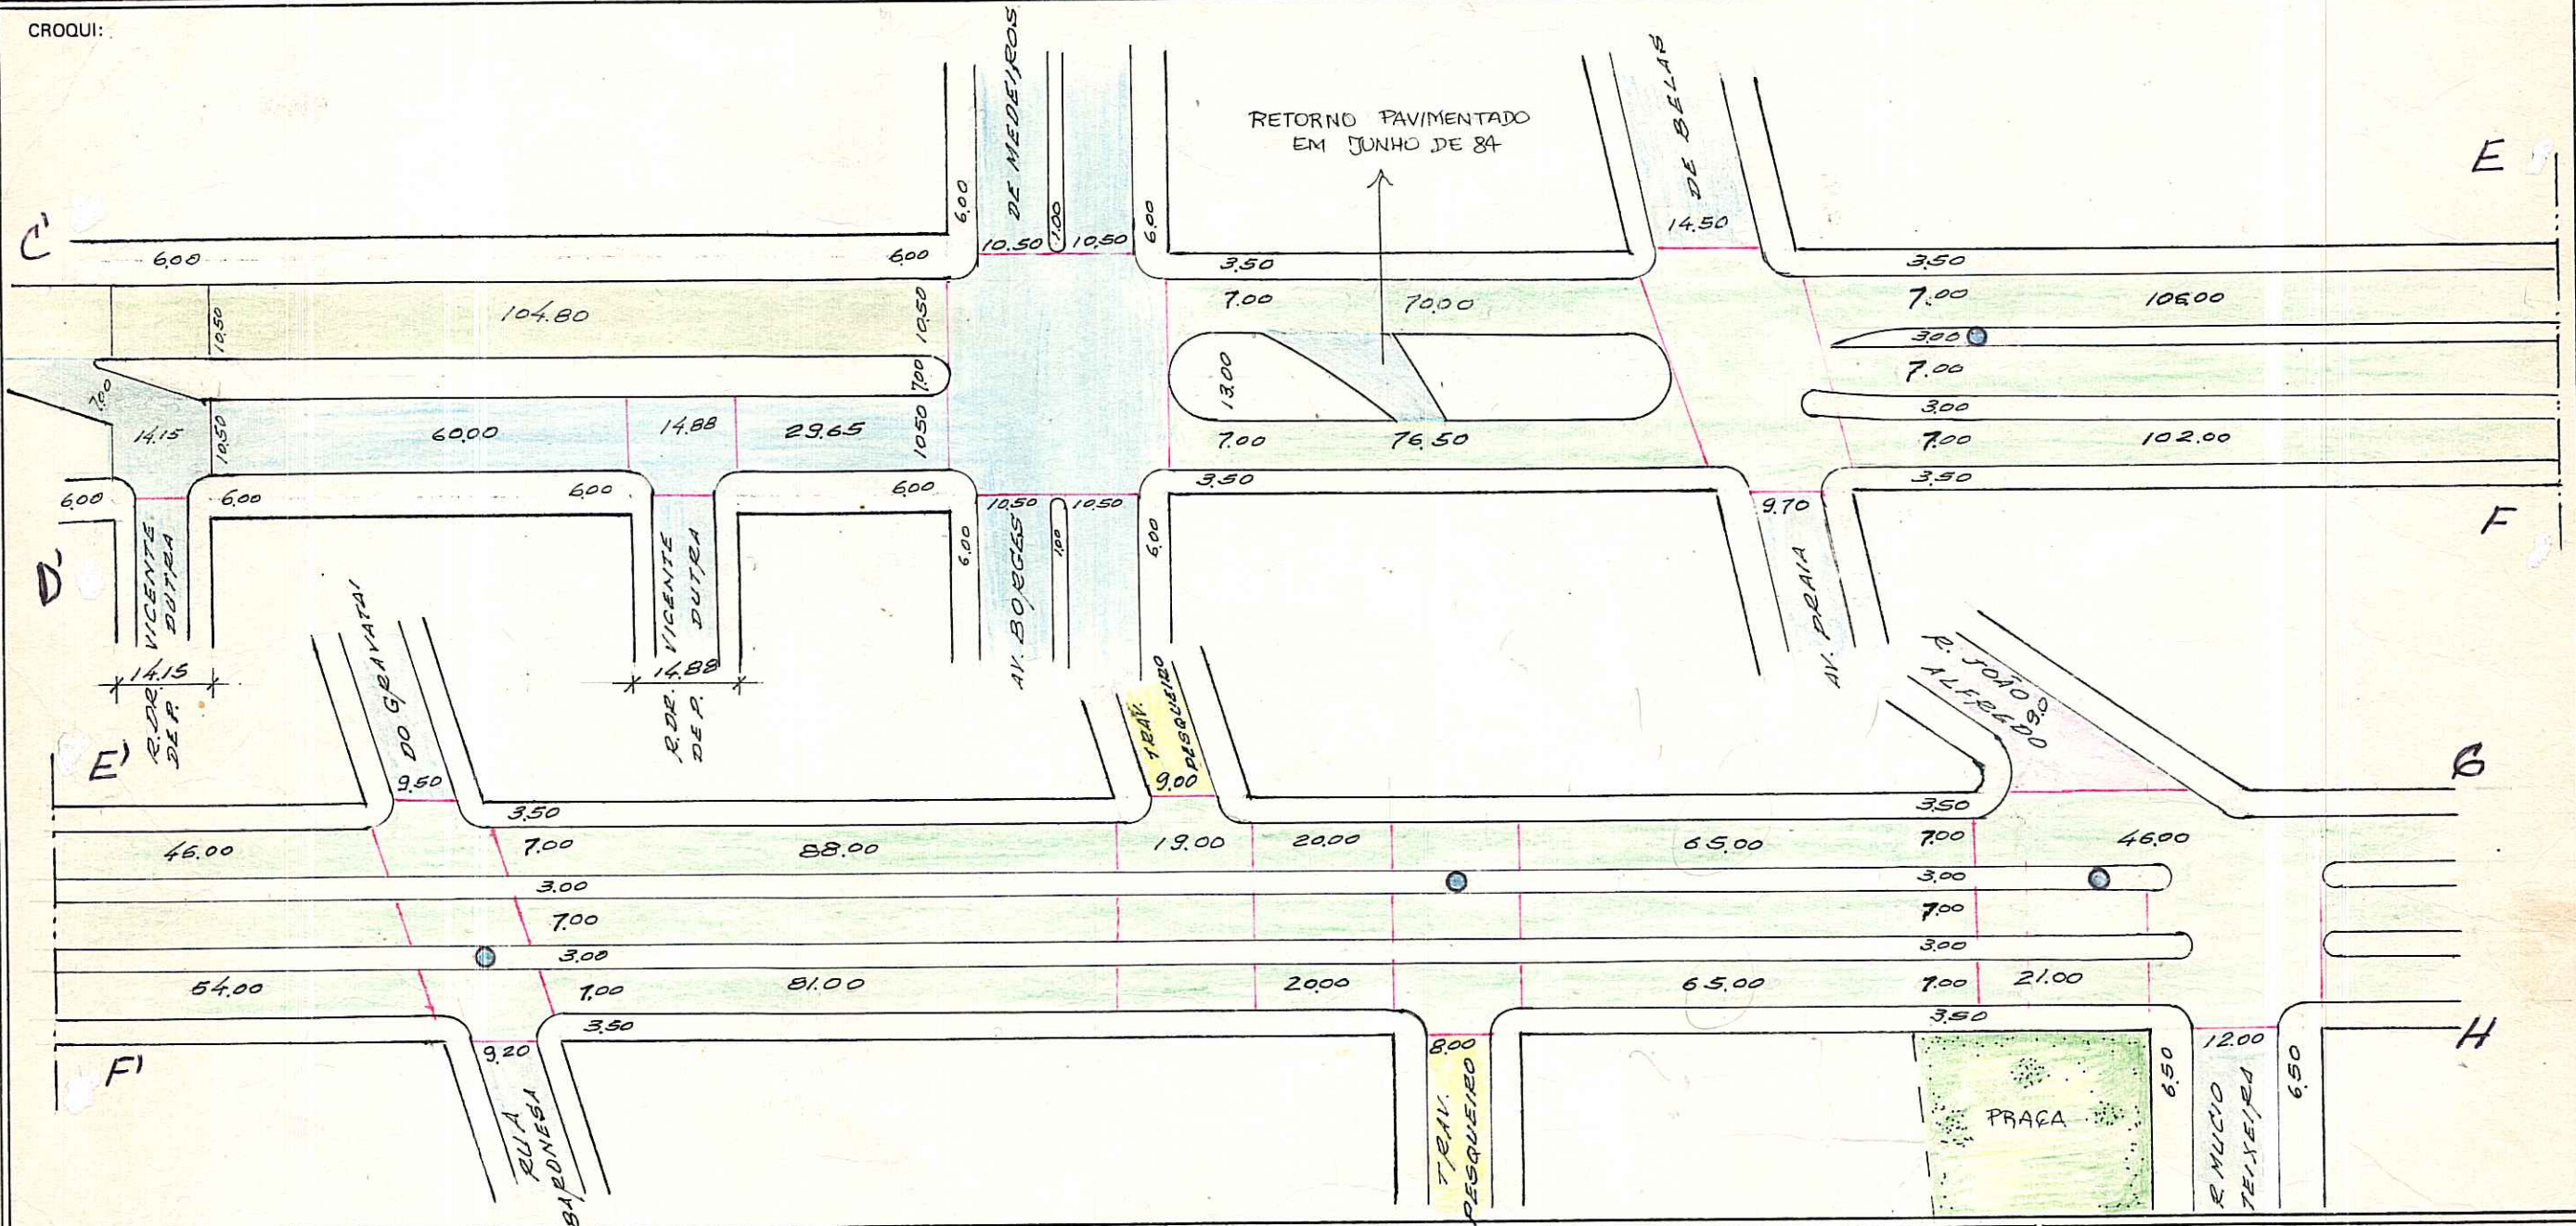 CROQUI:
DE MEDEIROS
DE BELAS
RETORNO PAVIMENTADO
EM JUNHO DE 84
E
C'
6.00
6.00
6.00
10.50
1.00
10.50
6.00
3.50
14.50
3.50
104.80
10.50
10.50
7.00
70.00
7.00
106.00
3.00
7.00
13.00
7.00
7.00
3.00
14.15
10.50
60.00
14.88
29.65
10.50
7.00
76.50
7.00
102.00
6.00
6.00
6.00
6.00
3.50
3.50
10.50
10.50
9.70
F
D
6.00
1.00
6.00
R. DR. VICENTE
DE P. DUTRA
14.15
R. DR. VICENTE
DE P. DUTRA
14.88
AV. BORGES
AV. PRAIA
DO GRAVATAI
TRAV.
PESQUEIRO
R. JOÃO
ALFREDO
9.0
E'
9.50
9.00
G
3.50
3.50
46.00
7.00
88.00
19.00
20.00
65.00
7.00
46.00
3.00
3.00
7.00
7.00
3.00
3.00
54.00
7.00
81.00
20.00
65.00
7.00
21.00
3.50
3.50
F'
9.20
8.00
12.00
H
RUA
BARONESA
TRAV.
PESQUEIRO
PRAÇA
6.50
R. MUCIO
TEIXEIRA
6.50